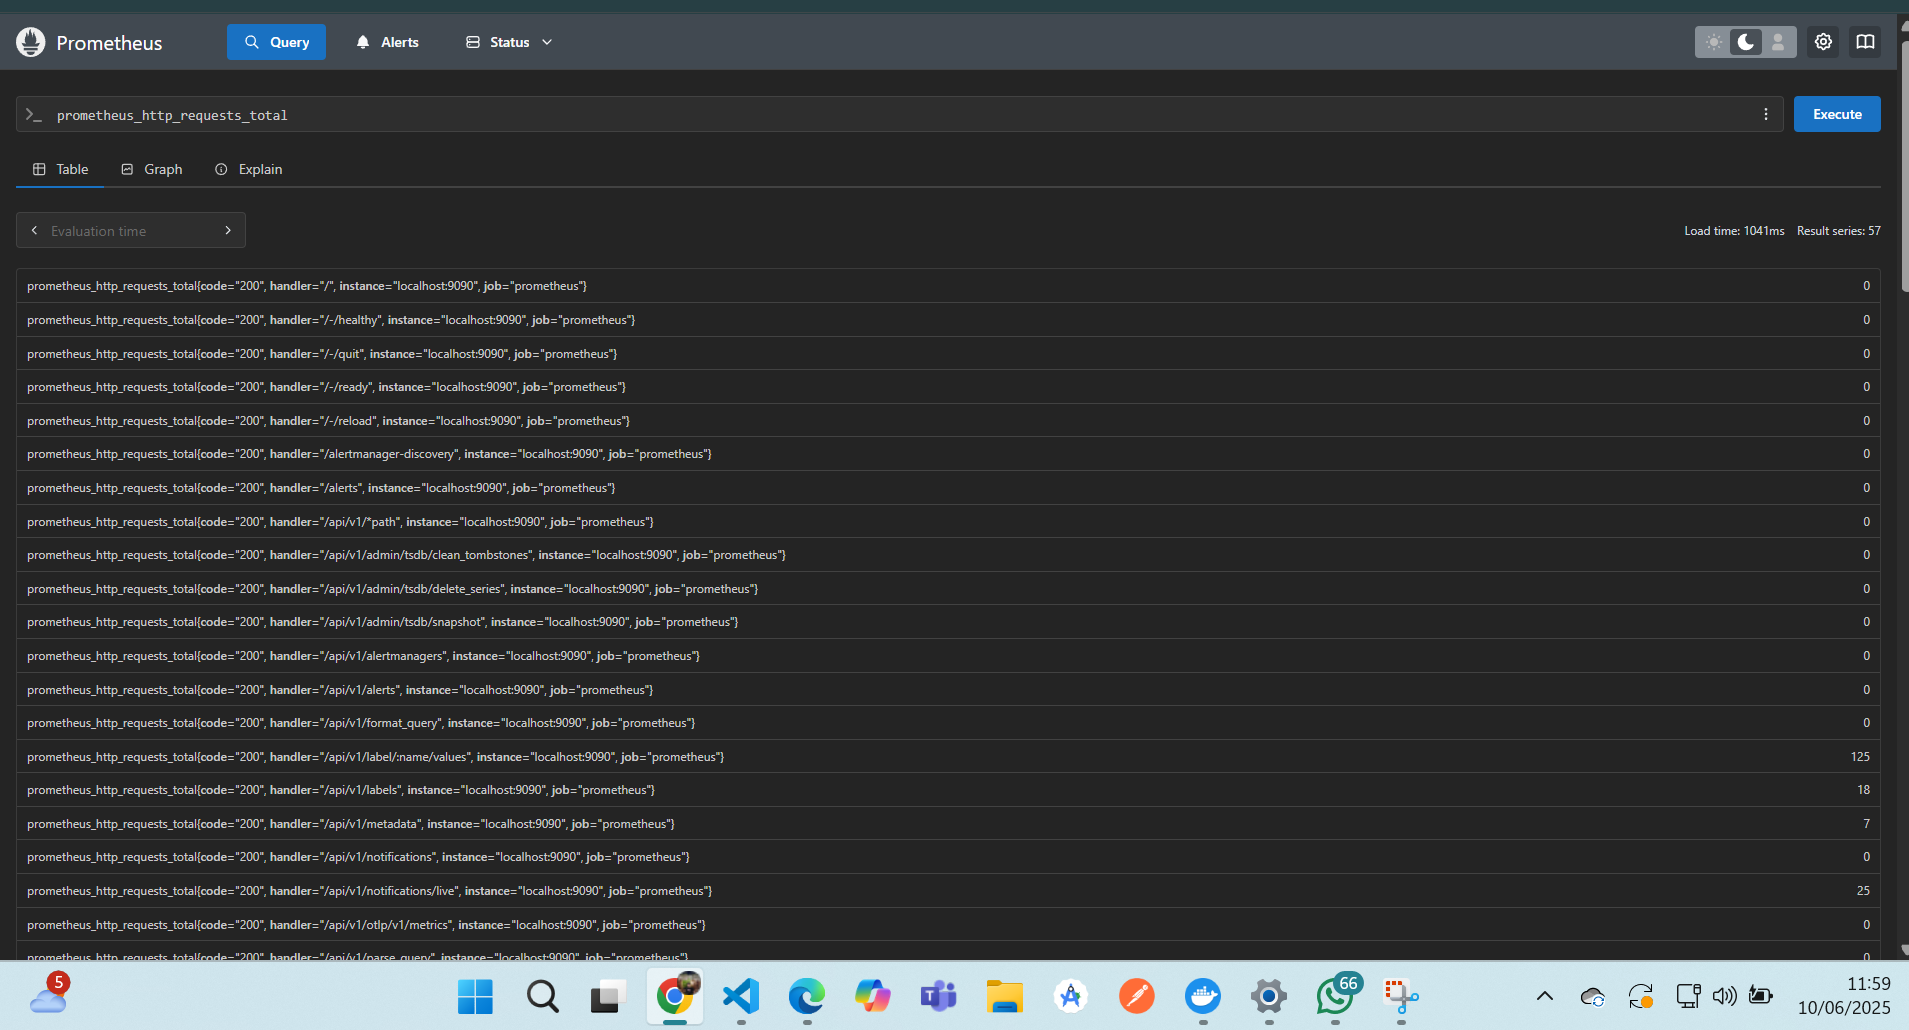 Prometheus
Query
Alerts
Status
prometheus_http_requests_total
Execute
Table
Graph
Explain
Evaluation time
Load time: 1041ms Result series: 57
prometheus_http_requests_total{code="200", handler="/", instance="localhost:9090", job="prometheus"} 0
prometheus_http_requests_total{code="200", handler="/-/healthy", instance="localhost:9090", job="prometheus"} 0
prometheus_http_requests_total{code="200", handler="/-/quit", instance="localhost:9090", job="prometheus"} 0
prometheus_http_requests_total{code="200", handler="/-/ready", instance="localhost:9090", job="prometheus"} 0
prometheus_http_requests_total{code="200", handler="/-/reload", instance="localhost:9090", job="prometheus"} 0
prometheus_http_requests_total{code="200", handler="/alertmanager-discovery", instance="localhost:9090", job="prometheus"} 0
prometheus_http_requests_total{code="200", handler="/alerts", instance="localhost:9090", job="prometheus"} 0
prometheus_http_requests_total{code="200", handler="/api/v1/*path", instance="localhost:9090", job="prometheus"} 0
prometheus_http_requests_total{code="200", handler="/api/v1/admin/tsdb/clean_tombstones", instance="localhost:9090", job="prometheus"} 0
prometheus_http_requests_total{code="200", handler="/api/v1/admin/tsdb/delete_series", instance="localhost:9090", job="prometheus"} 0
prometheus_http_requests_total{code="200", handler="/api/v1/admin/tsdb/snapshot", instance="localhost:9090", job="prometheus"} 0
prometheus_http_requests_total{code="200", handler="/api/v1/alertmanagers", instance="localhost:9090", job="prometheus"} 0
prometheus_http_requests_total{code="200", handler="/api/v1/alerts", instance="localhost:9090", job="prometheus"} 0
prometheus_http_requests_total{code="200", handler="/api/v1/format_query", instance="localhost:9090", job="prometheus"} 0
prometheus_http_requests_total{code="200", handler="/api/v1/label/:name/values", instance="localhost:9090", job="prometheus"} 125
prometheus_http_requests_total{code="200", handler="/api/v1/labels", instance="localhost:9090", job="prometheus"} 18
prometheus_http_requests_total{code="200", handler="/api/v1/metadata", instance="localhost:9090", job="prometheus"} 7
prometheus_http_requests_total{code="200", handler="/api/v1/notifications", instance="localhost:9090", job="prometheus"} 0
prometheus_http_requests_total{code="200", handler="/api/v1/notifications/live", instance="localhost:9090", job="prometheus"} 25
prometheus_http_requests_total{code="200", handler="/api/v1/otlp/v1/metrics", instance="localhost:9090", job="prometheus"} 0
prometheus_http_requests_total{code="200", handler="/api/v1/parse_query", instance="localhost:9090", job="prometheus"} 0
5
66
11:59
10/06/2025